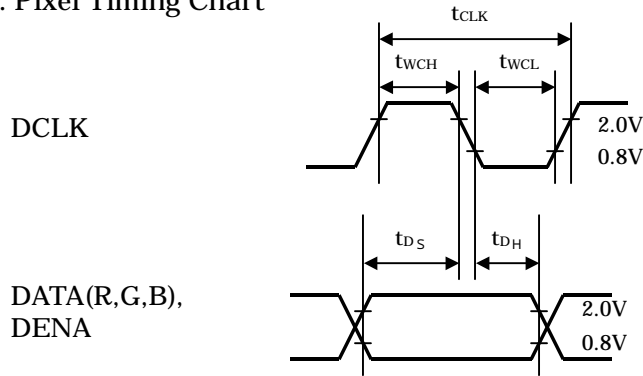 . Pixel Timing Chart
tCLK
tWCH tWCL
DCLK
2.0V
0.8V
tDS tDH
DATA(R,G,B),
DENA
2.0V
0.8V